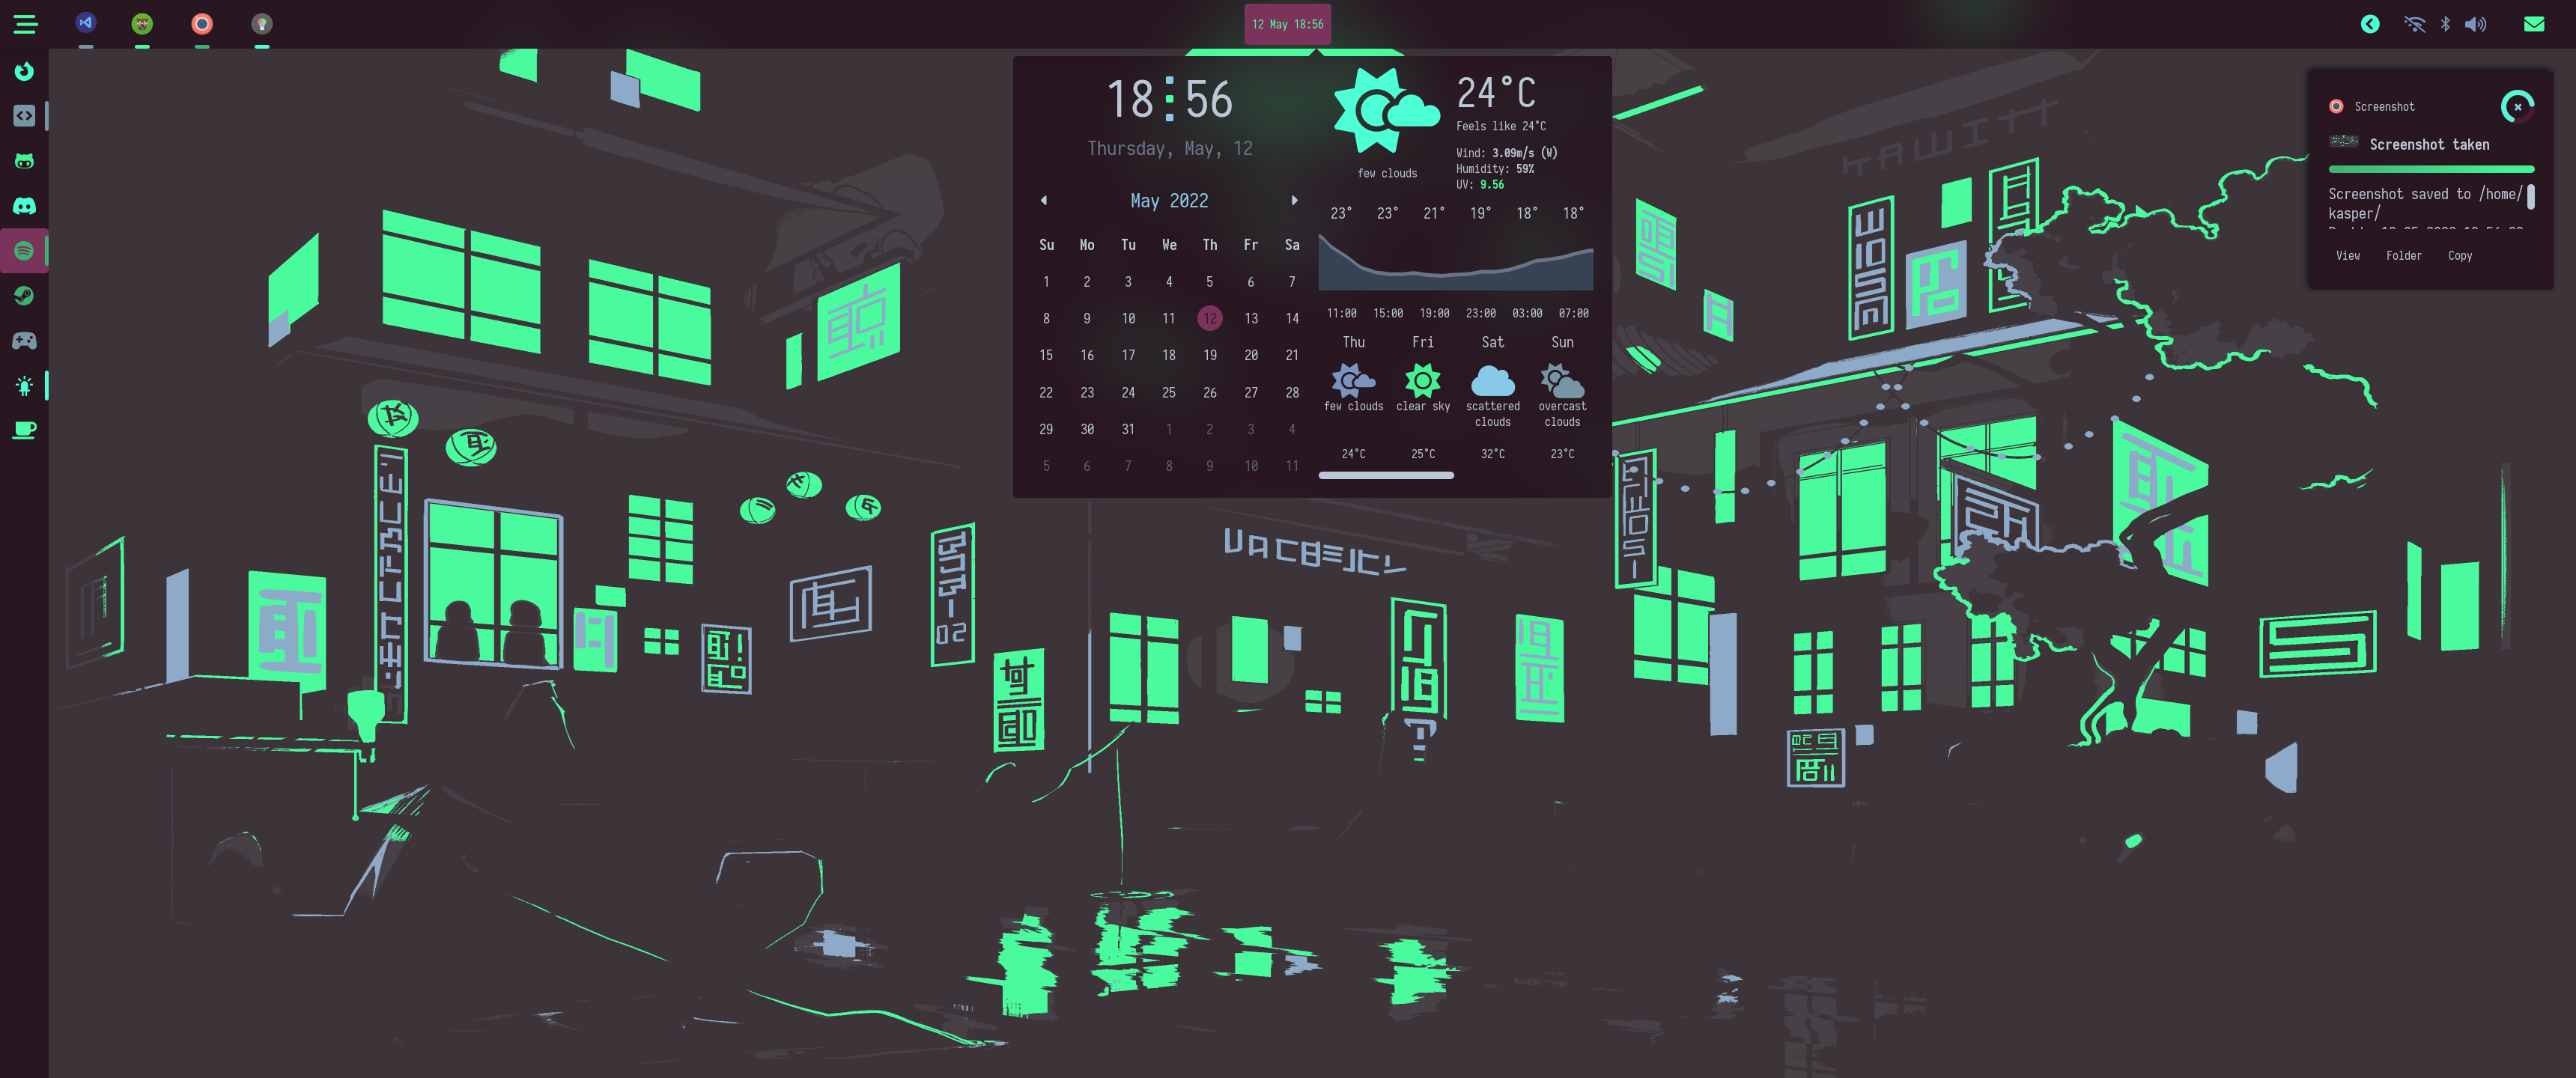 12 May 18:56
18:56
Thursday, May, 12
May 2022
Su Mo Tu We Th Fr Sa
1 2 3 4 5 6 7
8 9 10 11 12 13 14
15 16 17 18 19 20 21
22 23 24 25 26 27 28
29 30 31 1 2 3 4
5 6 7 8 9 10 11
24°C
Feels like 24°C
Wind: 3.09m/s (W)
Humidity: 59%
UV: 9.56
few clouds
23° 23° 21° 19° 18° 18°
11:00 15:00 19:00 23:00 03:00 07:00
Thu Fri Sat Sun
few clouds clear sky scattered clouds overcast clouds
24°C 25°C 32°C 23°C
Screenshot
Screenshot taken
Screenshot saved to /home/
kasper/
View Folder Copy